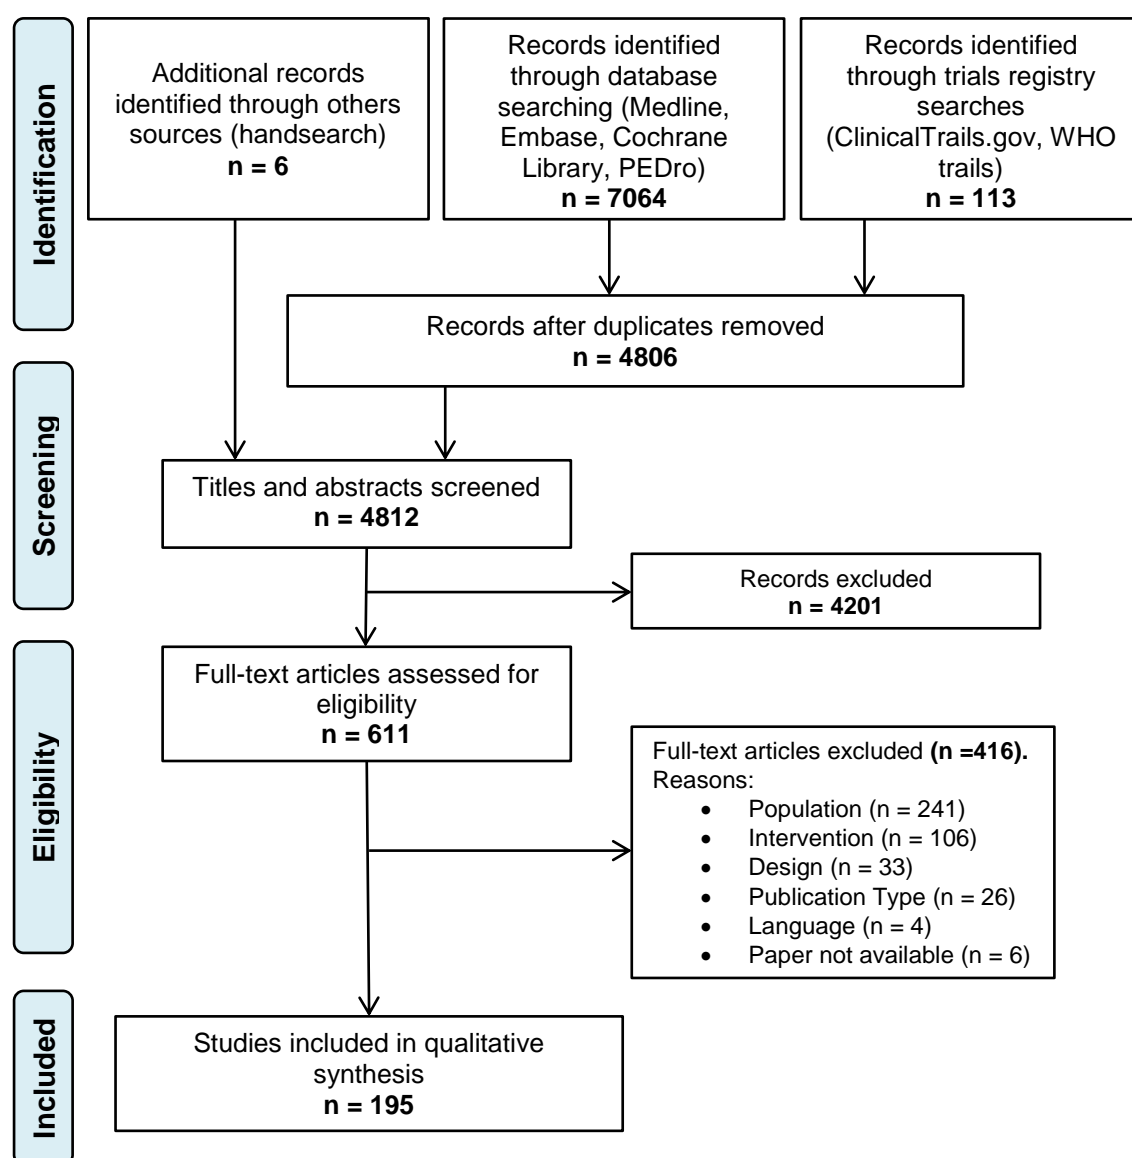 Identification
Additional records
identified through others
sources (handsearch)
n = 6
Records identified
through database
searching (Medline,
Embase, Cochrane
Library, PEDro)
n = 7064
Records identified
through trials registry
searches
(ClinicalTrails.gov, WHO
trails)
n = 113
Records after duplicates removed
n = 4806
Screening
Titles and abstracts screened
n = 4812
Records excluded
n = 4201
Eligibility
Full-text articles assessed for
eligibility
n = 611
Full-text articles excluded (n =416).
Reasons:
• Population (n = 241)
• Intervention (n = 106)
• Design (n = 33)
• Publication Type (n = 26)
• Language (n = 4)
• Paper not available (n = 6)
Included
Studies included in qualitative
synthesis
n = 195